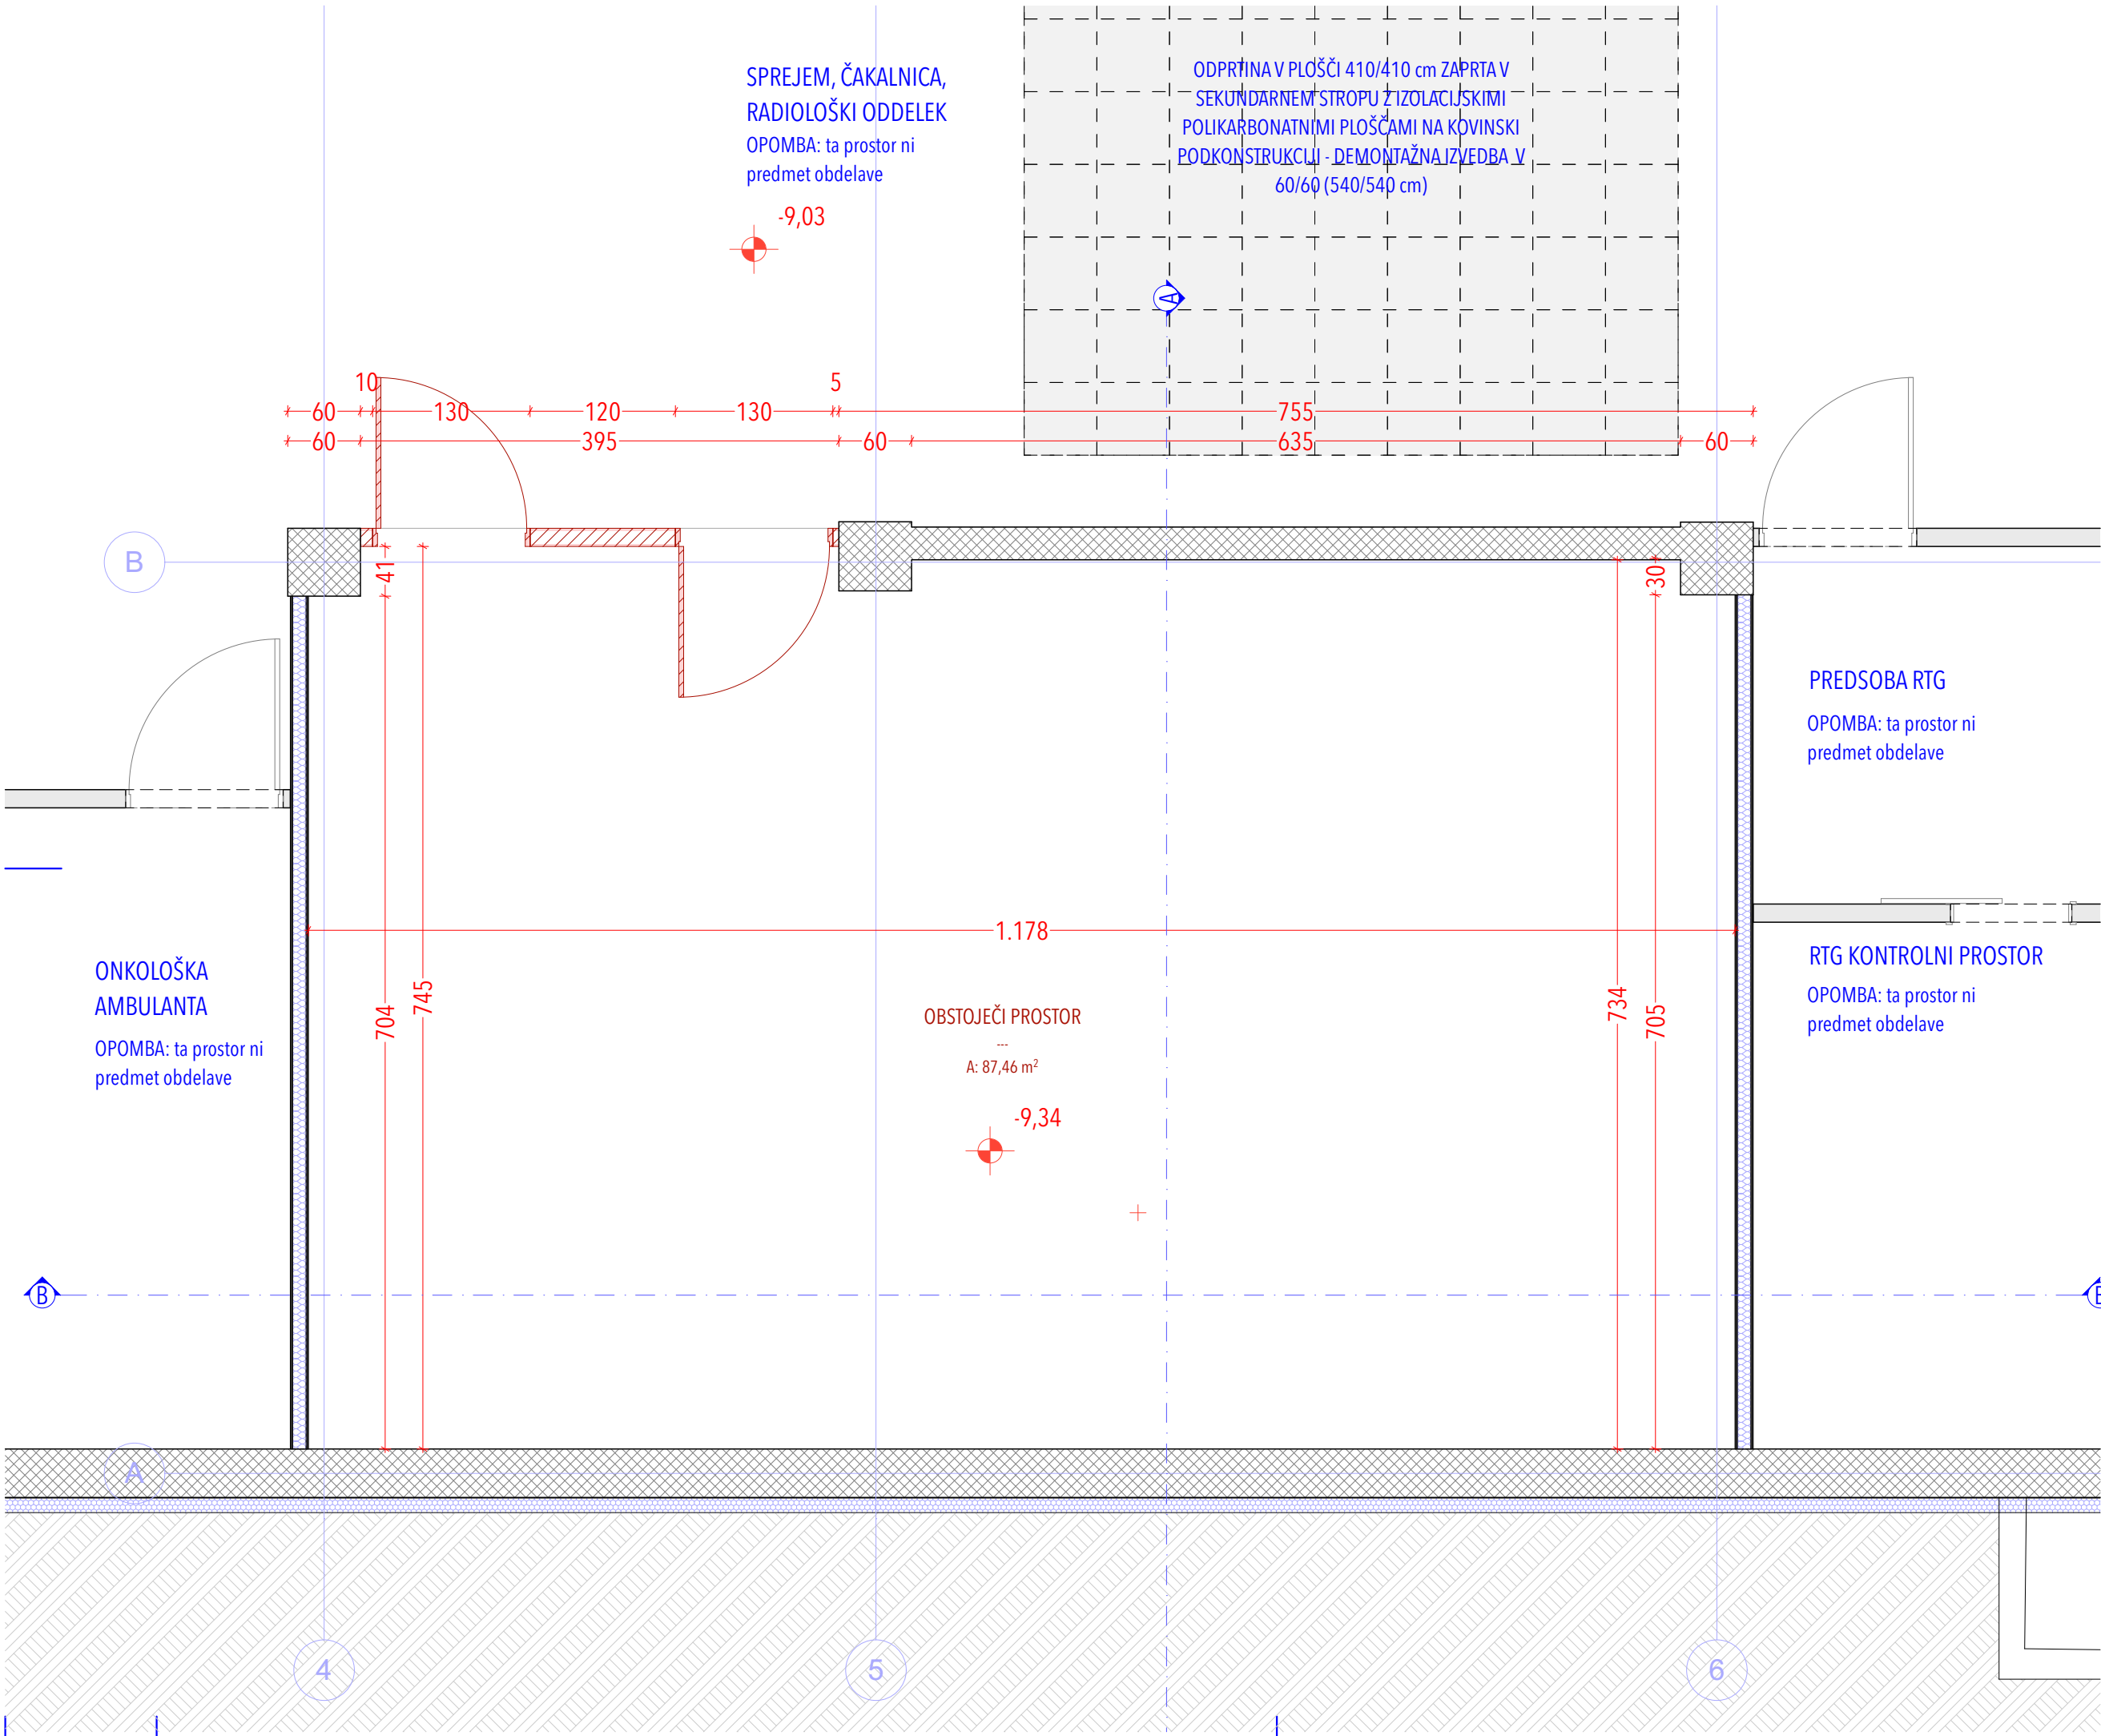 SPREJEM, ČAKALNICA,
RADIOLOŠKI ODDELEK
OPOMBA: ta prostor ni
predmet obdelave
-9,03
ODPRTINA V PLOŠČI 410/410 cm ZAPRTA V
SEKUNDARNEM STROPU Z IZOLACIJSKIMI
POLIKARBONATNIMI PLOŠČAMI NA KOVINSKI
PODKONSTRUKCIJI - DEMONTAŽNA IZVEDBA V
60/60 (540/540 cm)
A
10
5
60
130
120
130
755
60
395
60
635
60
B
41
30
PREDSOBA RTG
OPOMBA: ta prostor ni
predmet obdelave
1.178
ONKOLOŠKA
AMBULANTA
OPOMBA: ta prostor ni
predmet obdelave
704
745
OBSTOJEČI PROSTOR
---
A: 87,46 m²
-9,34
734
705
RTG KONTROLNI PROSTOR
OPOMBA: ta prostor ni
predmet obdelave
B
A
4
5
6